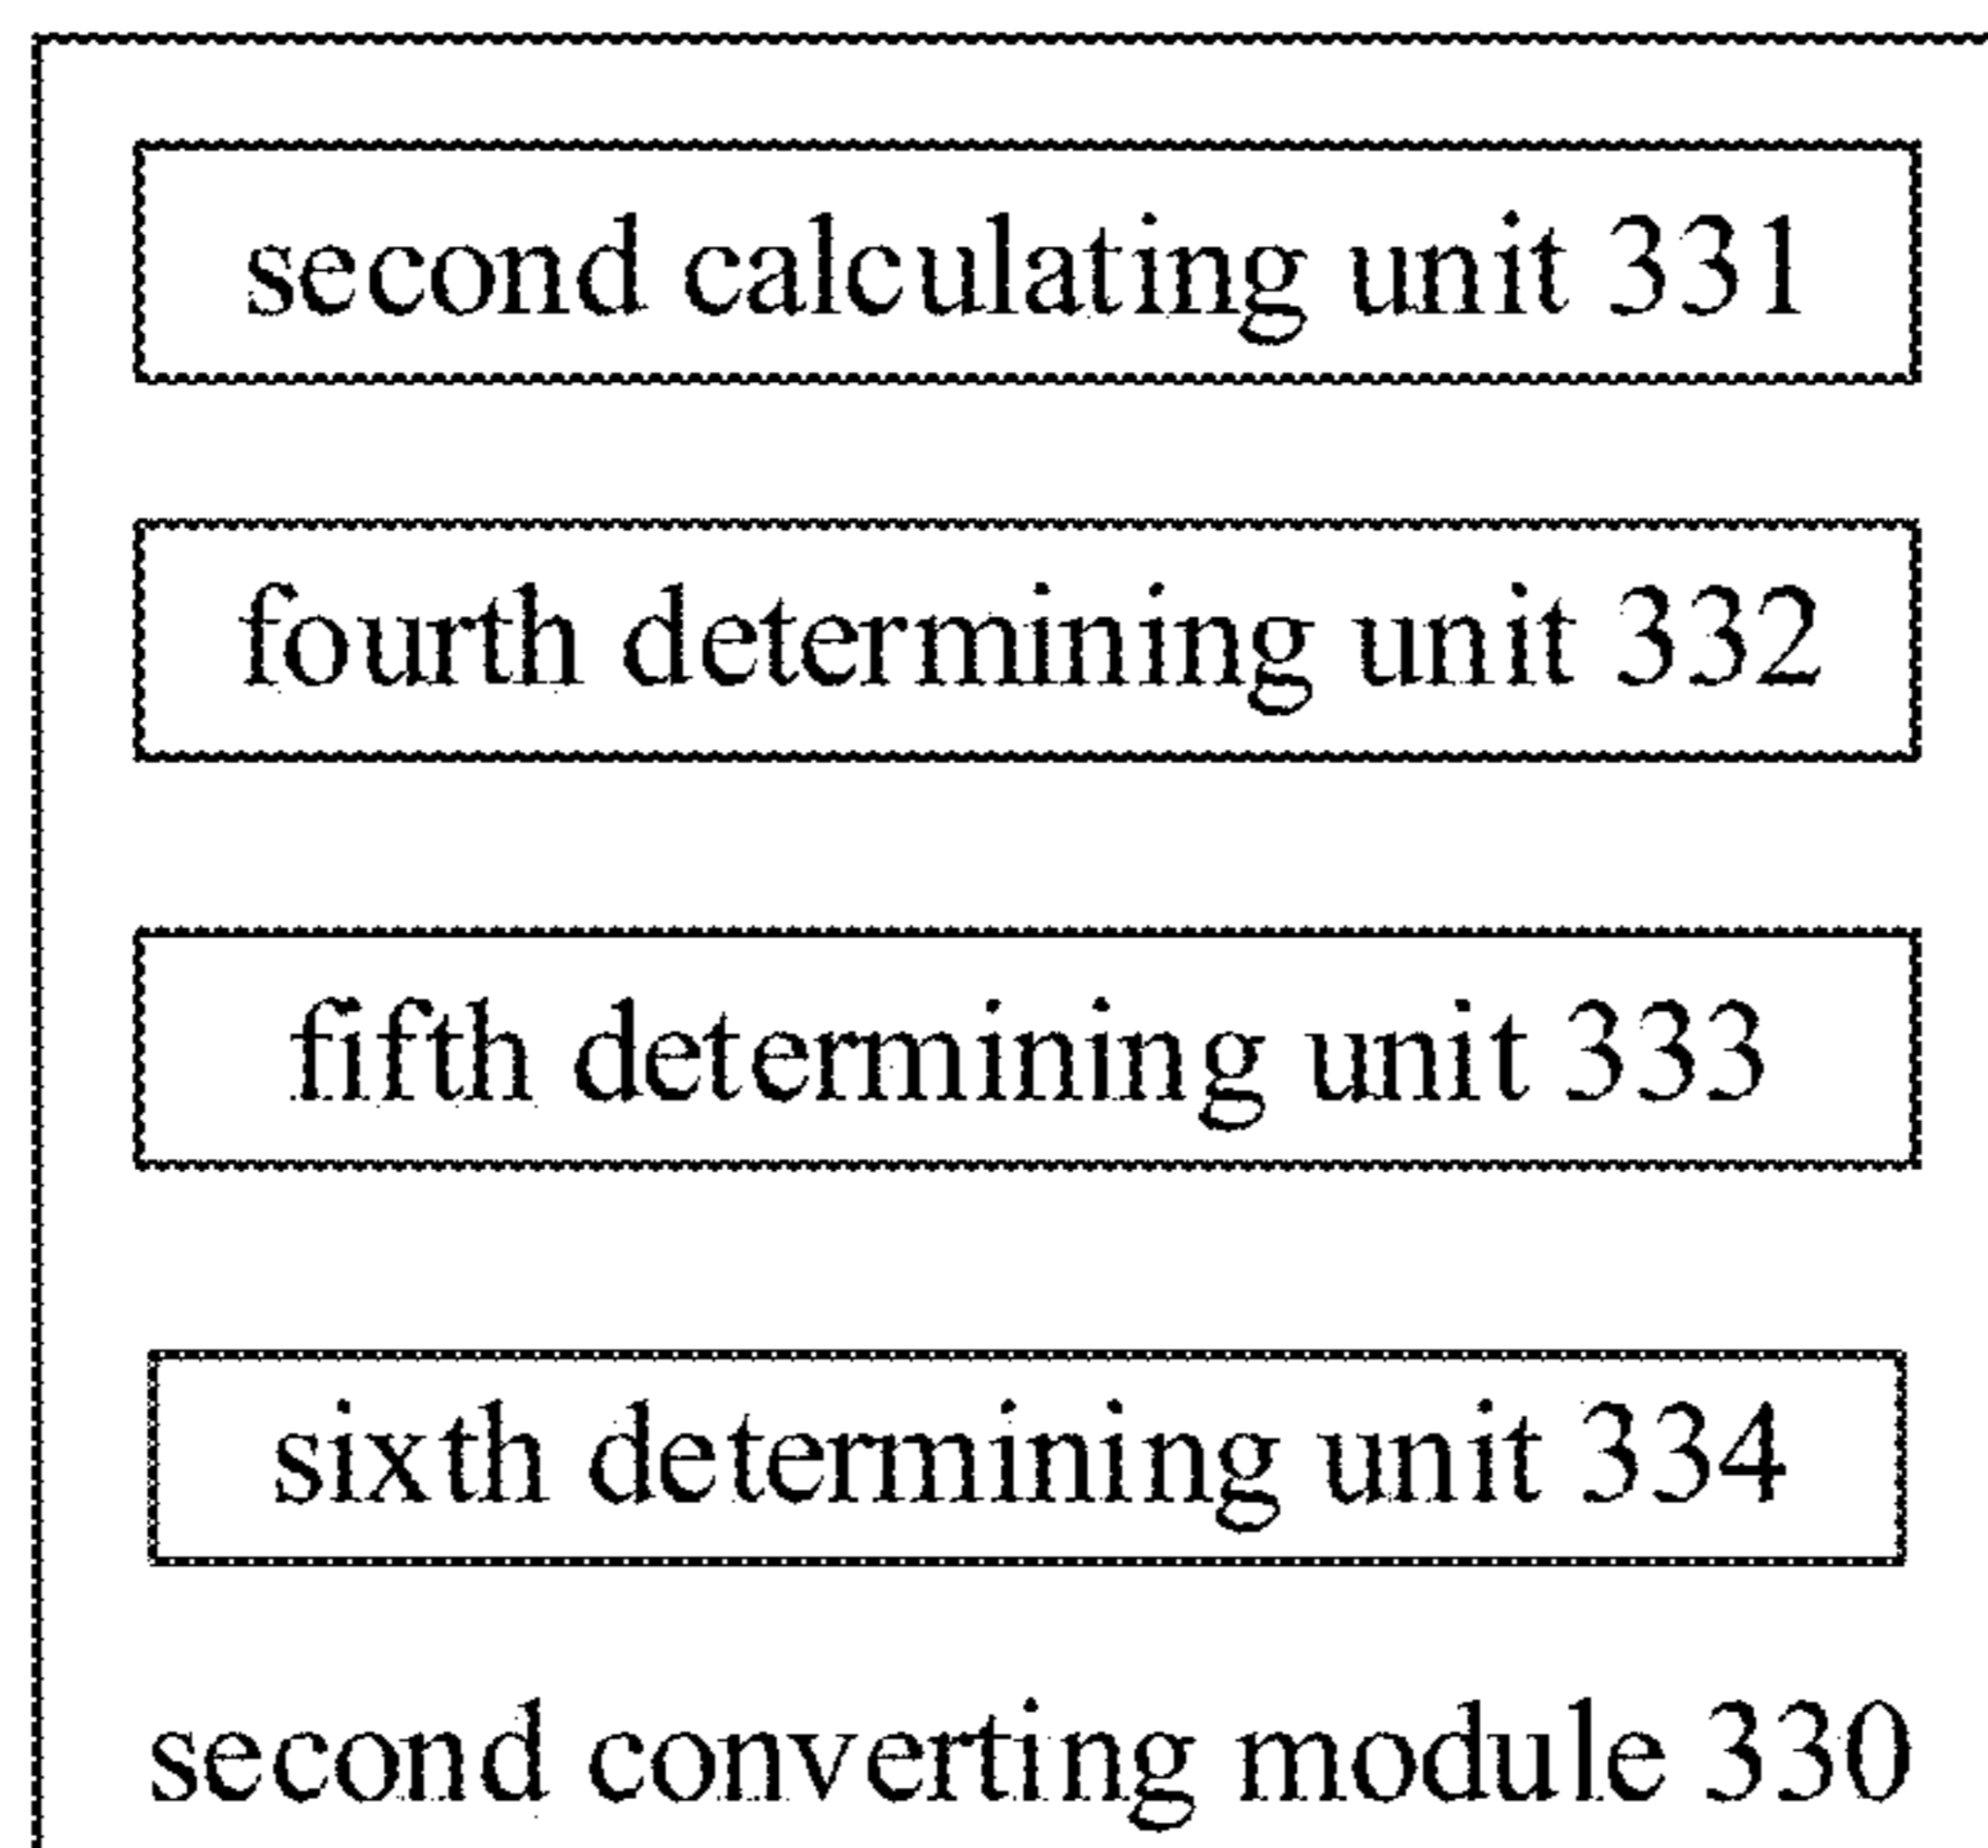 second calculating unit 331
fourth determining unit 332
fifth determining unit 333
sixth determining unit 334
second converting module 330